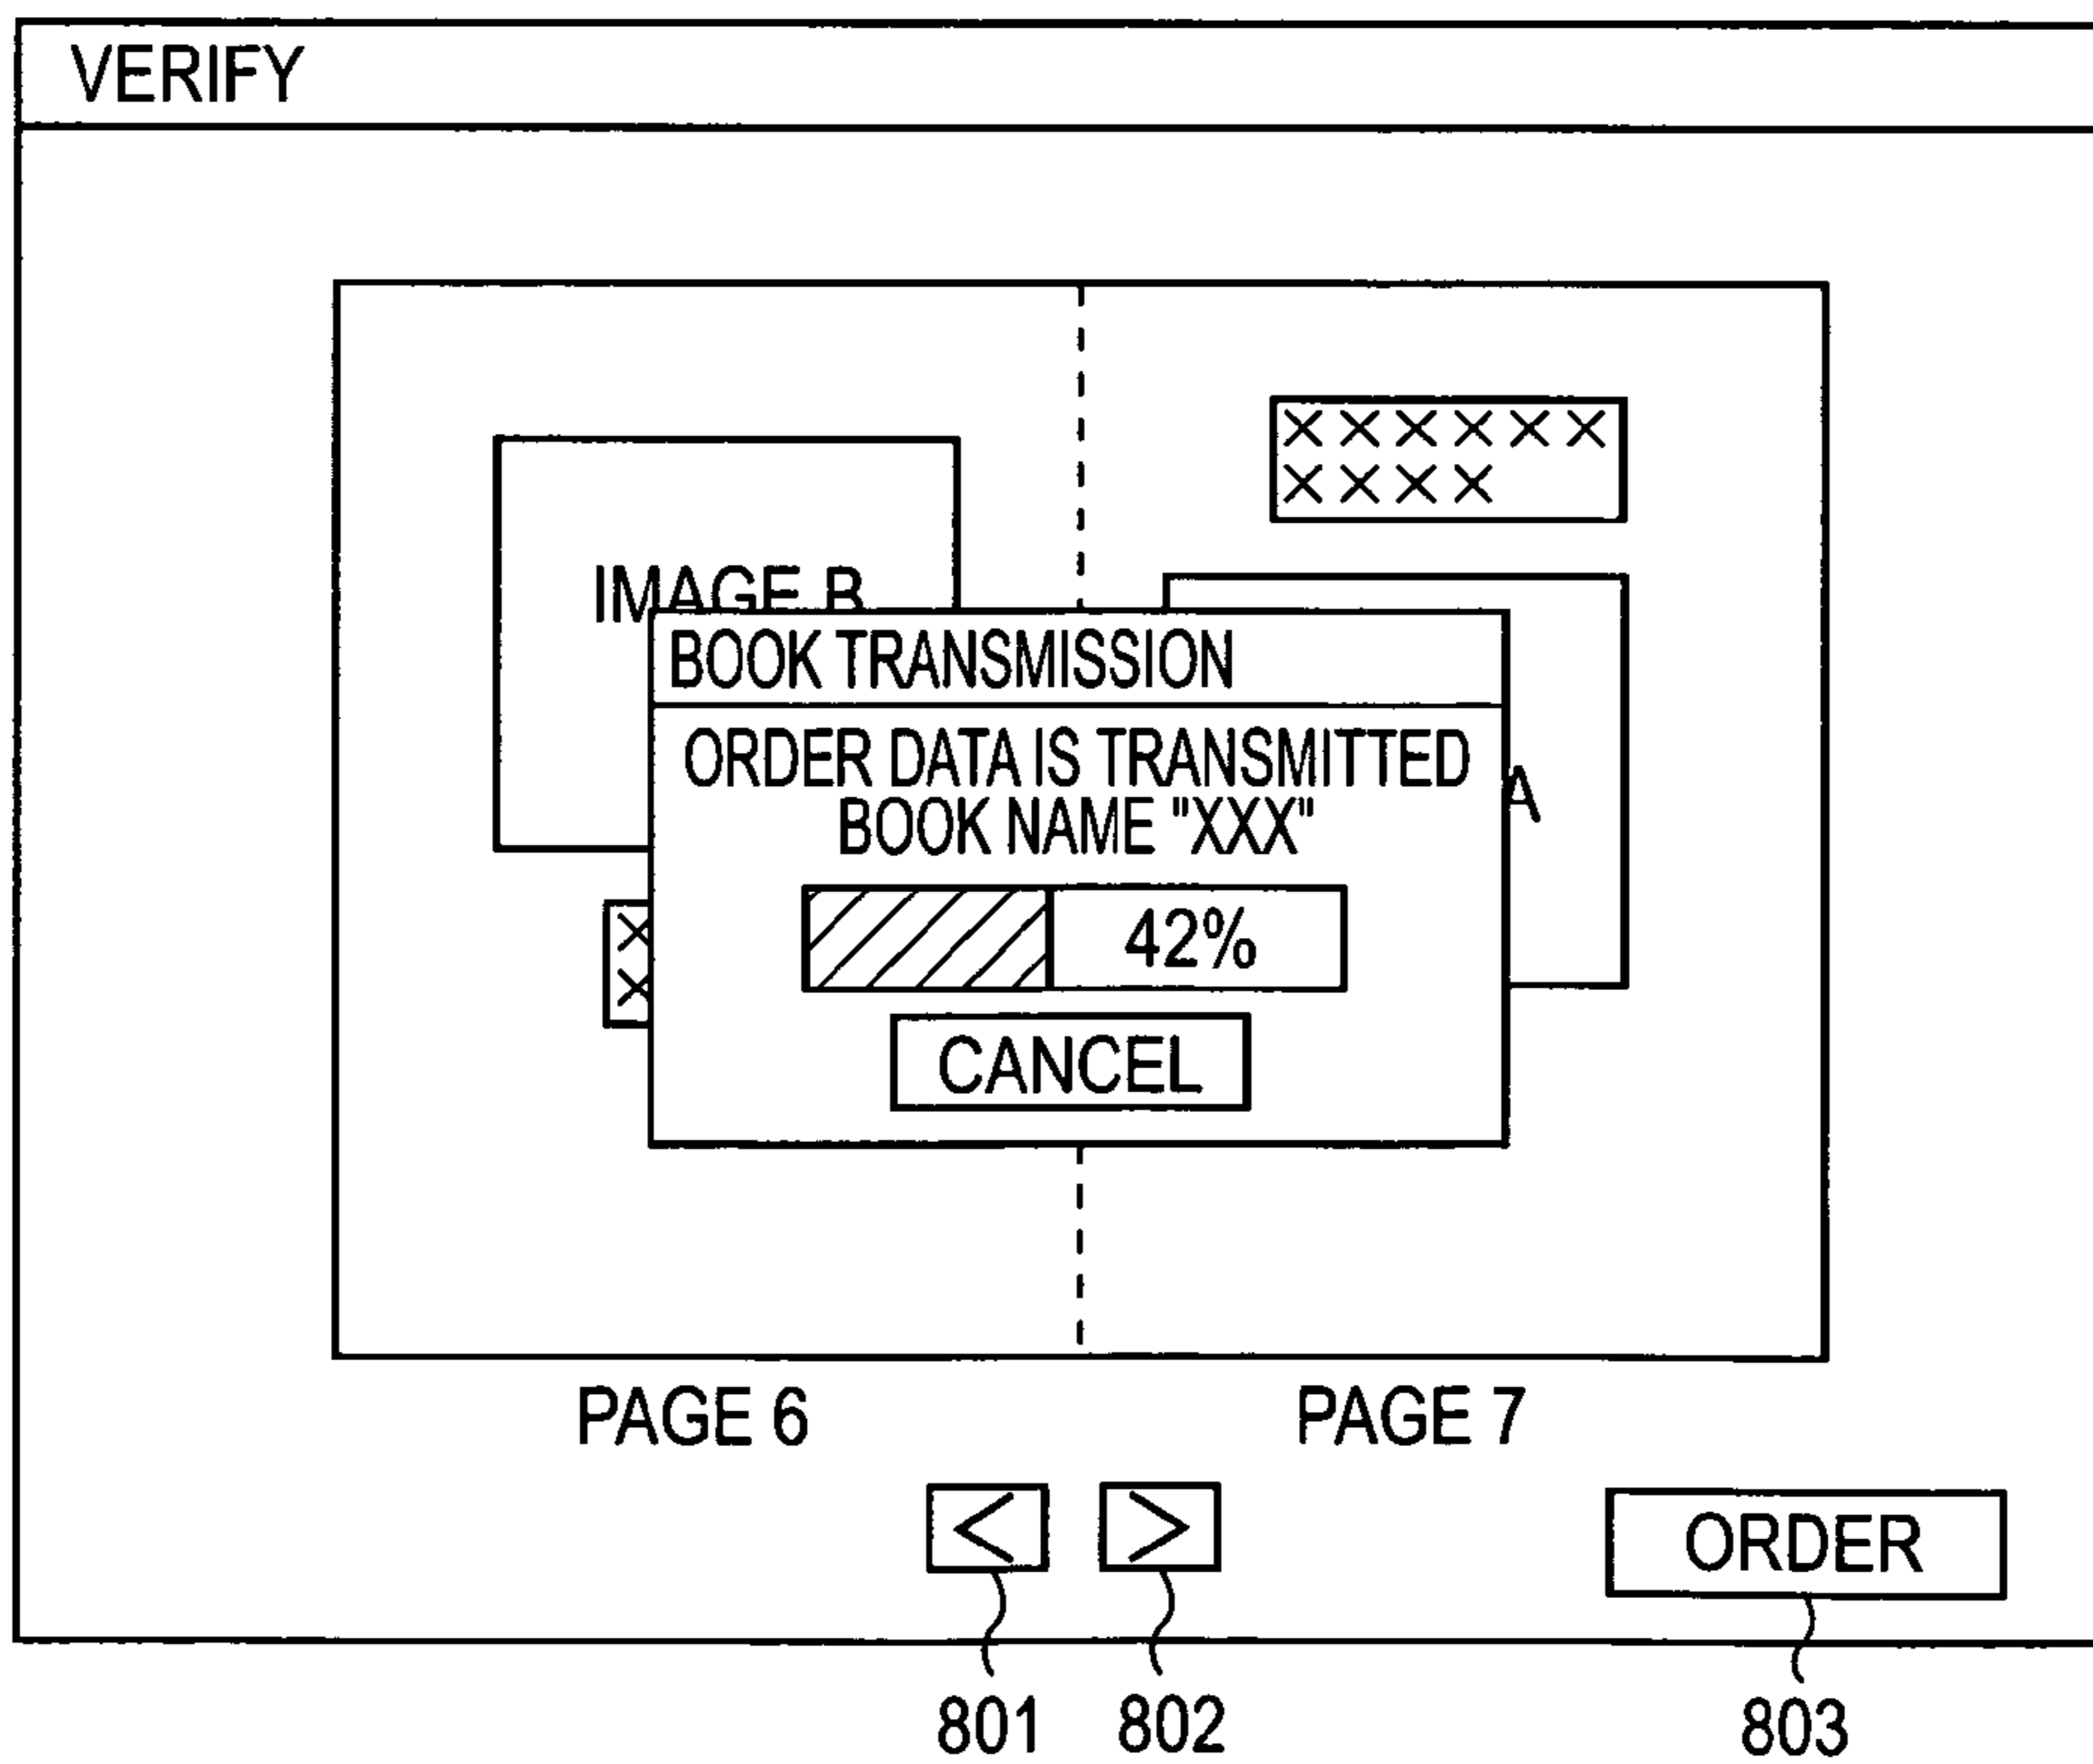 VERIFY
××××××
××××
IMAGE B
BOOK TRANSMISSION
ORDER DATA IS TRANSMITTED
A
BOOK NAME "XXX"
×
×
42%
CANCEL
PAGE 6
PAGE 7
<
>
ORDER
801
802
803